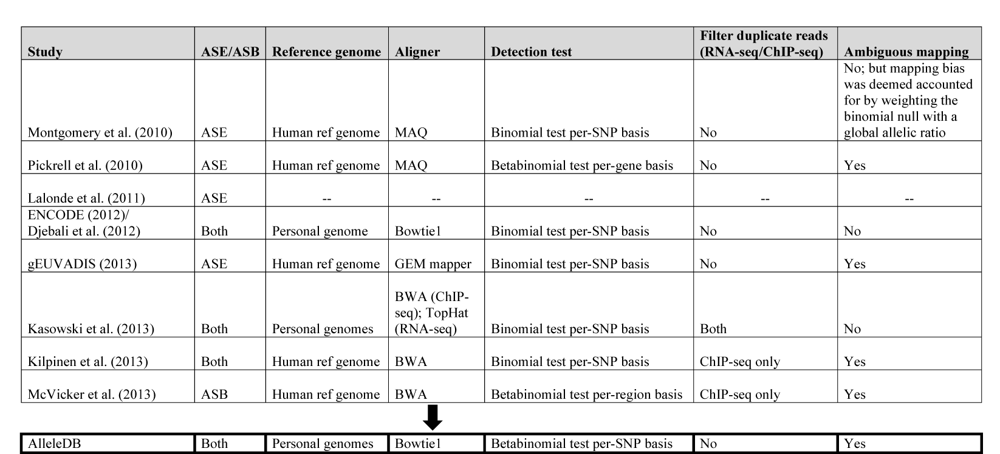 Study ASE/ASB Reference genome Aligner Detection test Filter duplicate reads (RNA-seq/ChIP-seq) Ambiguous mapping
Montgomery et al. (2010) ASE Human ref genome MAQ Binomial test per-SNP basis No No; but mapping bias was deemed accounted for by weighting the binomial null with a global allelic ratio
Pickrell et al. (2010) ASE Human ref genome MAQ Betabinomial test per-gene basis No Yes
Lalonde et al. (2011) ASE -- -- -- -- --
ENCODE (2012)/ Djebali et al. (2012) Both Personal genome Bowtie1 Binomial test per-SNP basis No No
gEUVADIS (2013) ASE Human ref genome GEM mapper Binomial test per-SNP basis No Yes
Kasowski et al. (2013) Both Personal genomes BWA (ChIP-seq); TopHat (RNA-seq) Binomial test per-SNP basis Both No
Kilpinen et al. (2013) Both Human ref genome BWA Binomial test per-SNP basis ChIP-seq only Yes
McVicker et al. (2013) ASB Human ref genome BWA Betabinomial test per-region basis ChIP-seq only Yes
AlleleDB Both Personal genomes Bowtie1 Betabinomial test per-SNP basis No Yes